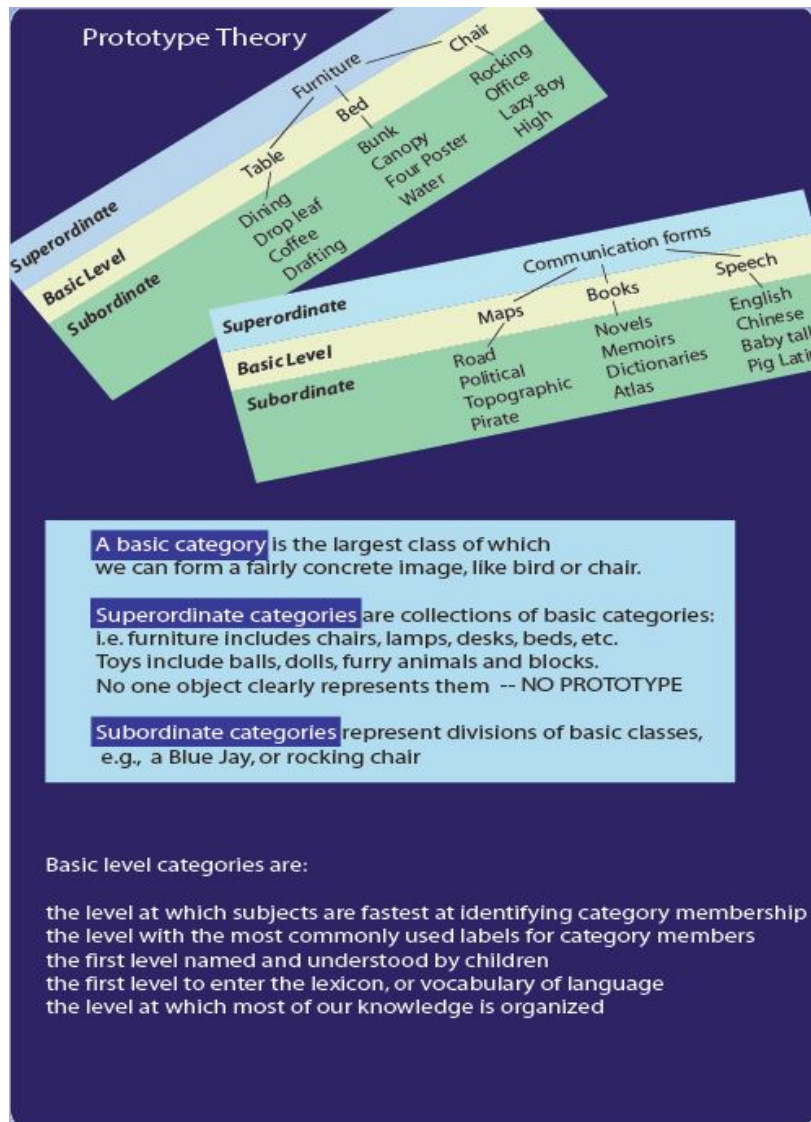 Prototype Theory
Superordinate
Furniture
Basic Level
Table
Bed
Chair
Subordinate
Dining
Drop leaf
Coffee
Drafting
Bunk
Canopy
Four Poster
Water
Rocking
Office
Lazy-Boy
High
Superordinate
Communication forms
Basic Level
Maps
Books
Speech
Subordinate
Road
Political
Topographic
Pirate
Novels
Memoirs
Dictionaries
Atlas
English
Chinese
Baby talk
Pig Latin
A basic category is the largest class of which
we can form a fairly concrete image, like bird or chair.
Superordinate categories are collections of basic categories:
i.e. furniture includes chairs, lamps, desks, beds, etc.
Toys include balls, dolls, furry animals and blocks.
No one object clearly represents them -- NO PROTOTYPE
Subordinate categories represent divisions of basic classes,
e.g., a Blue Jay, or rocking chair
Basic level categories are:
the level at which subjects are fastest at identifying category membership
the level with the most commonly used labels for category members
the first level named and understood by children
the first level to enter the lexicon, or vocabulary of language
the level at which most of our knowledge is organized